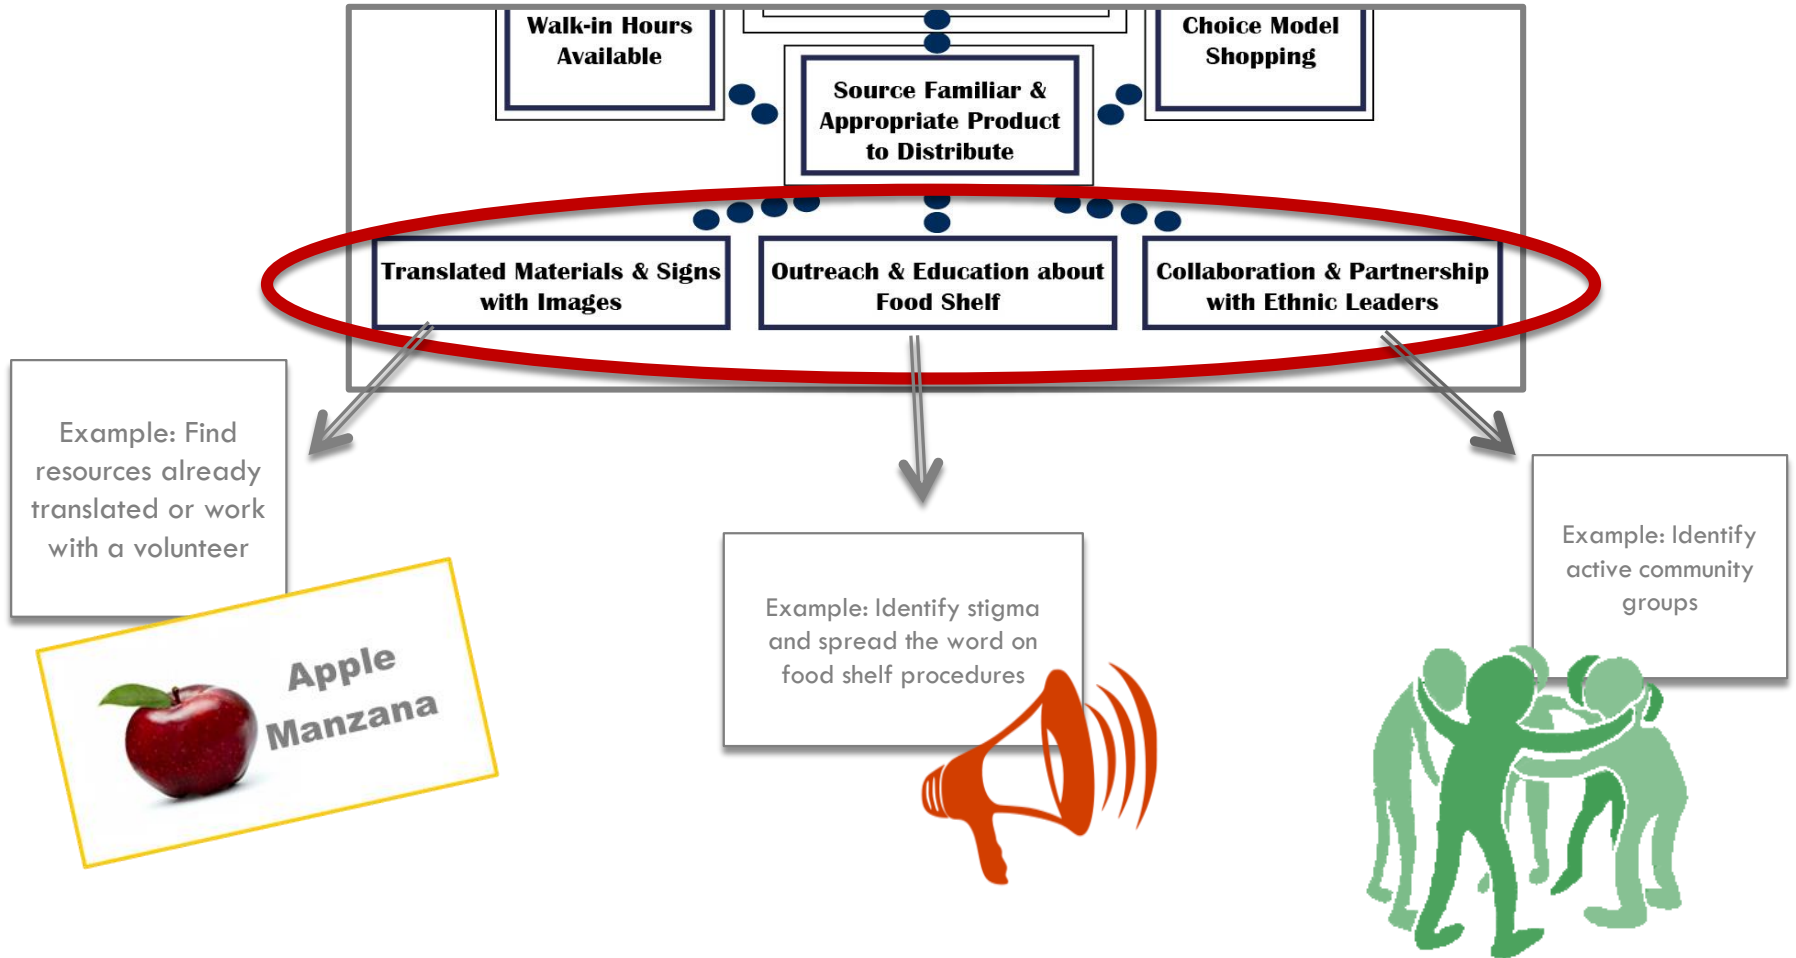 Walk-in Hours
Available
Choice Model
Shopping
Source Familiar &
Appropriate Product
to Distribute
Translated Materials & Signs
with Images
Outreach & Education about
Food Shelf
Collaboration & Partnership
with Ethnic Leaders
Example: Find
resources already
translated or work
with a volunteer
Apple
Manzana
Example: Identify stigma
and spread the word on
food shelf procedures
Example: Identify
active community
groups